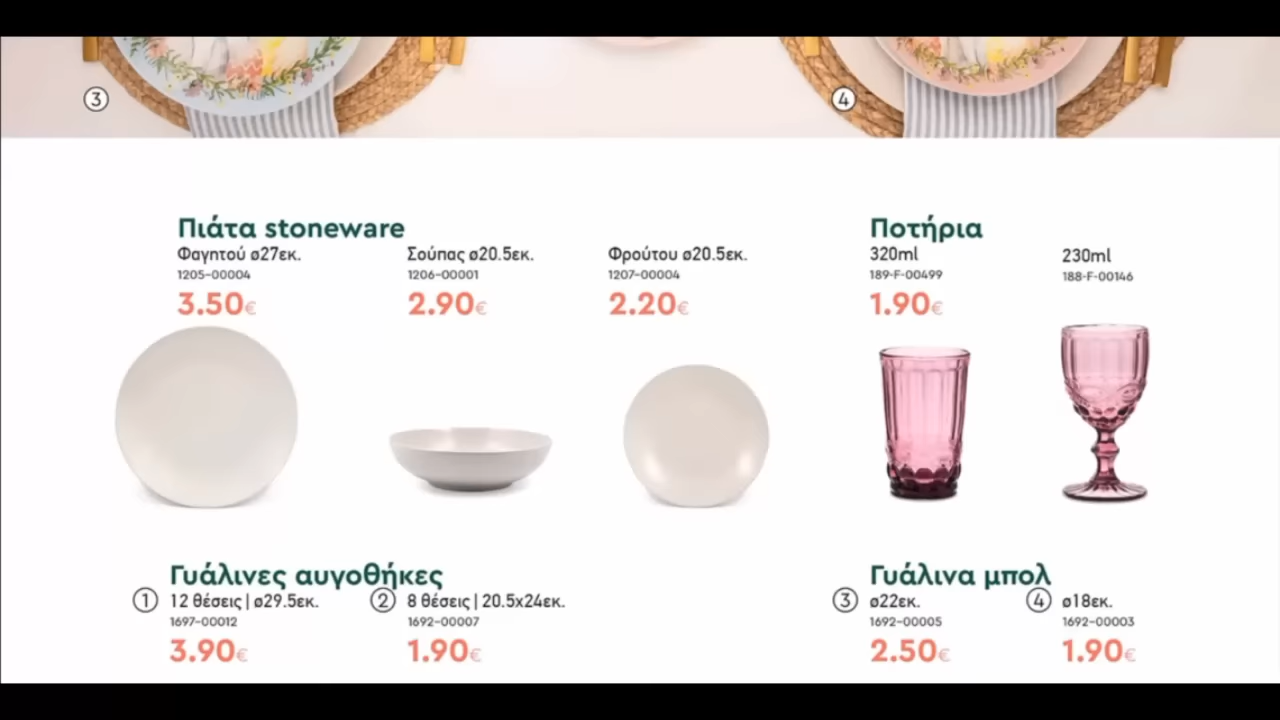 3
4
Πιάτα stoneware
Φαγητού ø27εκ.
1205-00004
3.50€
Σούπας ø20.5εκ.
1206-00001
2.90€
Φρούτου ø20.5εκ.
1207-00004
2.20€
Ποτήρια
320ml
189-F-00499
1.90€
230ml
188-F-00146
Γυάλινες αυγοθήκες
1 12 θέσεις | ø29.5εκ.
1697-00012
3.90€
2 8 θέσεις | 20.5x24εκ.
1692-00007
1.90€
Γυάλινα μπολ
3 ø22εκ.
1692-00005
2.50€
4 ø18εκ.
1692-00003
1.90€